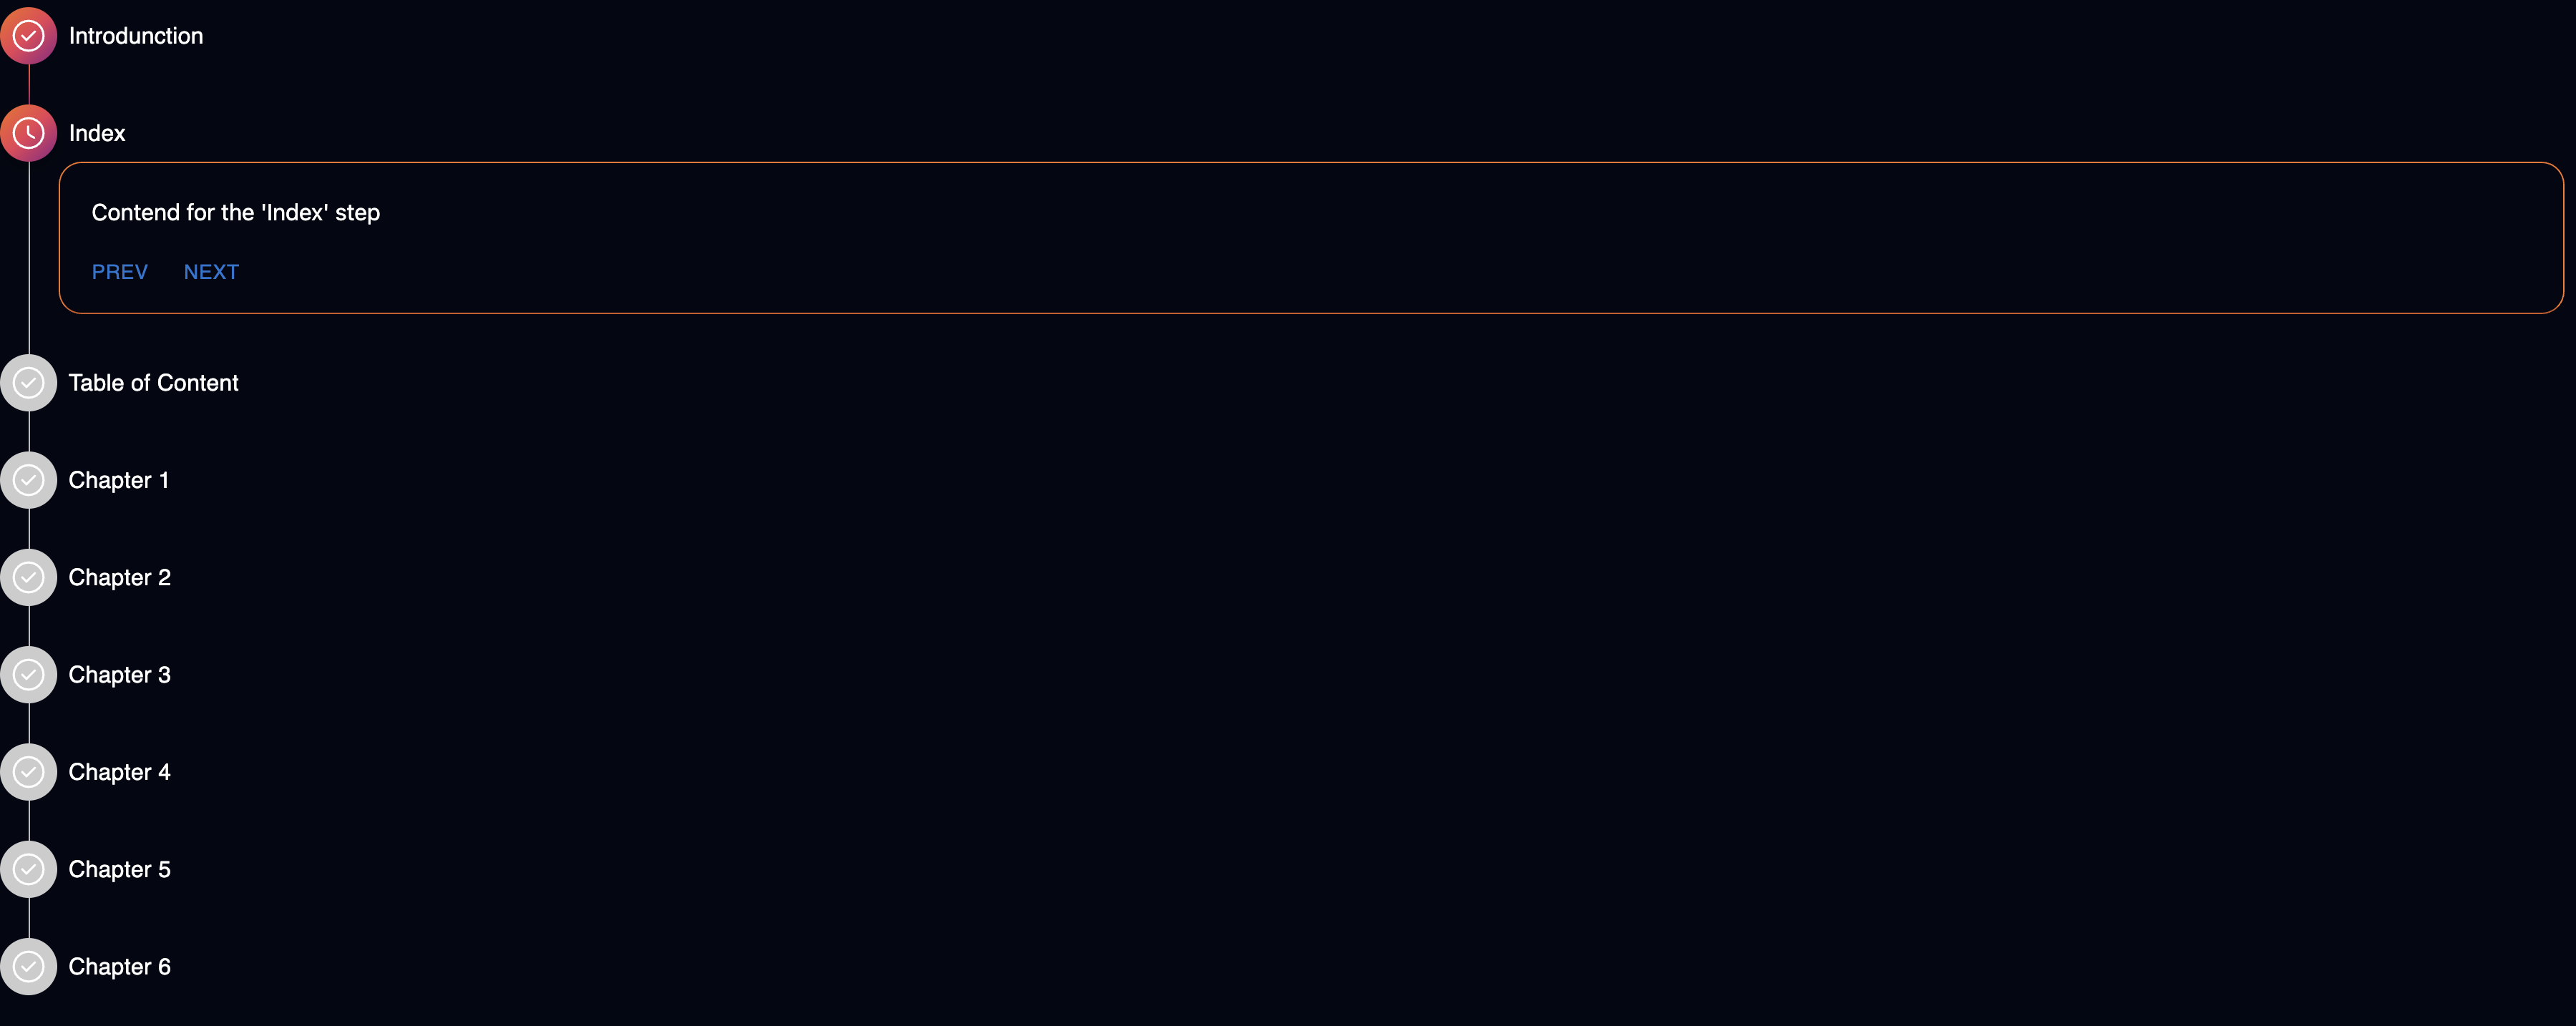 Introdunction
Index
Contend for the 'Index' step
PREV NEXT
Table of Content
Chapter 1
Chapter 2
Chapter 3
Chapter 4
Chapter 5
Chapter 6